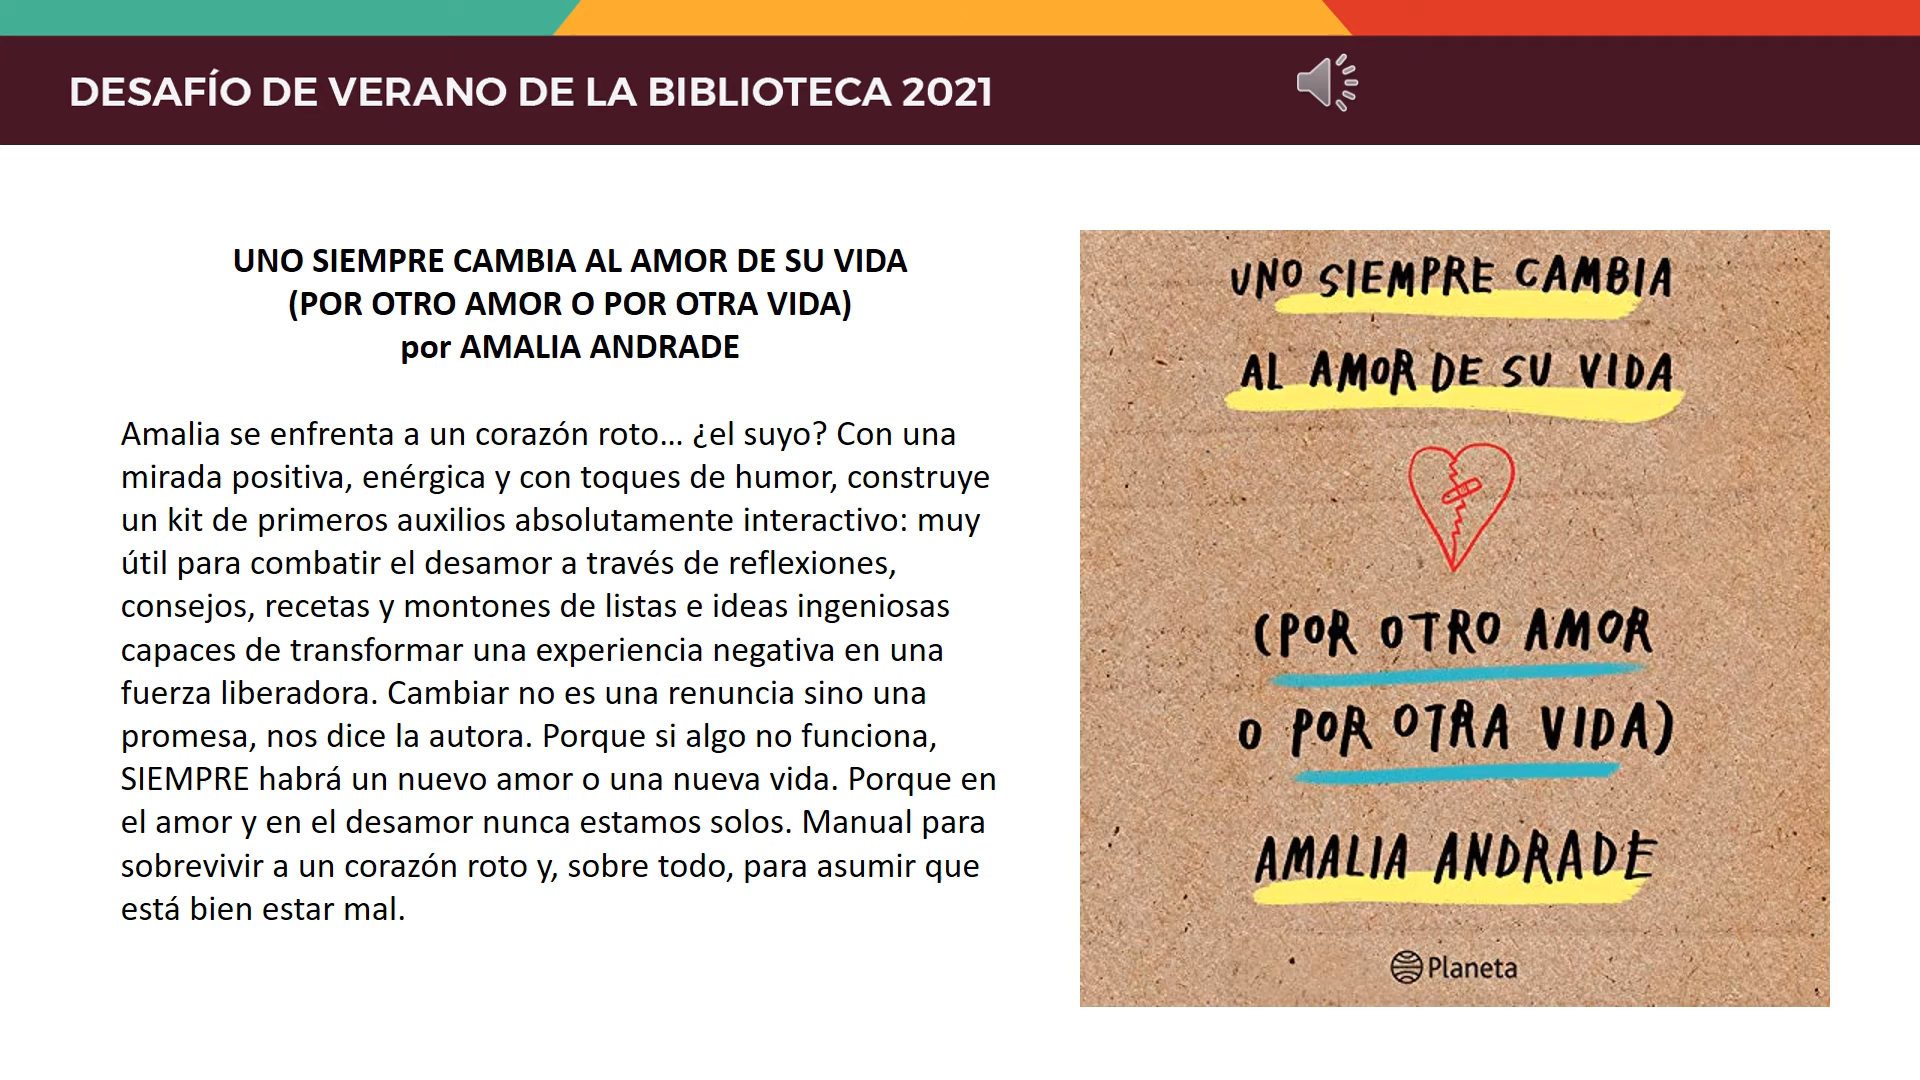 DESAFÍO DE VERANO DE LA BIBLIOTECA 2021
UNO SIEMPRE CAMBIA AL AMOR DE SU VIDA
(POR OTRO AMOR O POR OTRA VIDA)
por AMALIA ANDRADE
Amalia se enfrenta a un corazón roto... ¿el suyo? Con una
mirada positiva, enérgica y con toques de humor, construye
un kit de primeros auxilios absolutamente interactivo: muy
útil para combatir el desamor a través de reflexiones,
consejos, recetas y montones de listas e ideas ingeniosas
capaces de transformar una experiencia negativa en una
fuerza liberadora. Cambiar no es una renuncia sino una
promesa, nos dice la autora. Porque si algo no funciona,
SIEMPRE habrá un nuevo amor o una nueva vida. Porque en
el amor y en el desamor nunca estamos solos. Manual para
sobrevivir a un corazón roto y, sobre todo, para asumir que
está bien estar mal.
UNO SIEMPRE CAMBIA
AL AMOR DE SU VIDA
(POR OTRO AMOR
O POR OTRA VIDA)
AMALIA ANDRADE
Planeta